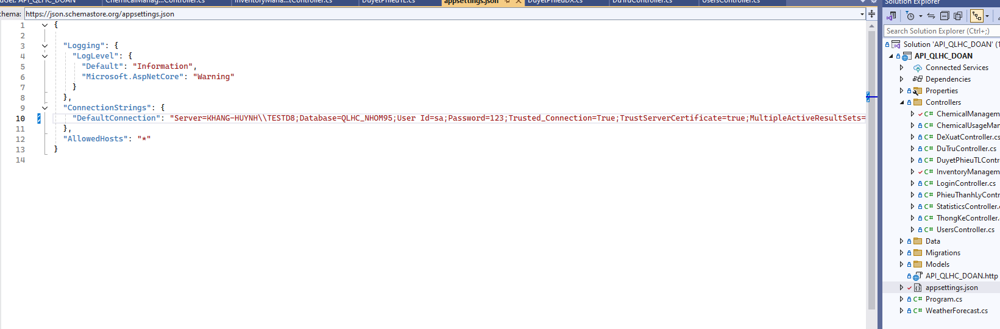 API_QLHC_DOAN
ChemicalManag...Controller.cs
InventoryMana...tController.cs
DuyetPhieuTL.cs
appsettings.json
DuyetPhieuDX.cs
DuTruController.cs
UsersController.cs
Solution Explorer
chema: https://json.schemastore.org/appsettings.json
Search Solution Explorer (Ctrl+;)
1 {
2
3 "Logging": {
4 "LogLevel": {
5 "Default": "Information",
6 "Microsoft.AspNetCore": "Warning"
7 }
8 },
9 "ConnectionStrings": {
10 "DefaultConnection": "Server=KHANG-HUYNH\\TESTD8;Database=QLHC_NHOM95;User Id=sa;Password=123;Trusted_Connection=True;TrustServerCertificate=true;MultipleActiveResultSets=
11 },
12 "AllowedHosts": "*"
13 }
14
Solution 'API_QLHC_DOAN' (1
API_QLHC_DOAN
Connected Services
Dependencies
Properties
Controllers
C# ChemicalManagem
C# ChemicalUsageMan
C# DeXuatController.cs
C# DuTruController.cs
C# DuyetPhieuTLContr
C# InventoryManagem
C# LoginController.cs
C# PhieuThanhLyContr
C# StatisticsController.c
C# ThongKeController.
C# UsersController.cs
Data
Migrations
Models
API_QLHC_DOAN.http
appsettings.json
C# Program.cs
C# WeatherForecast.cs